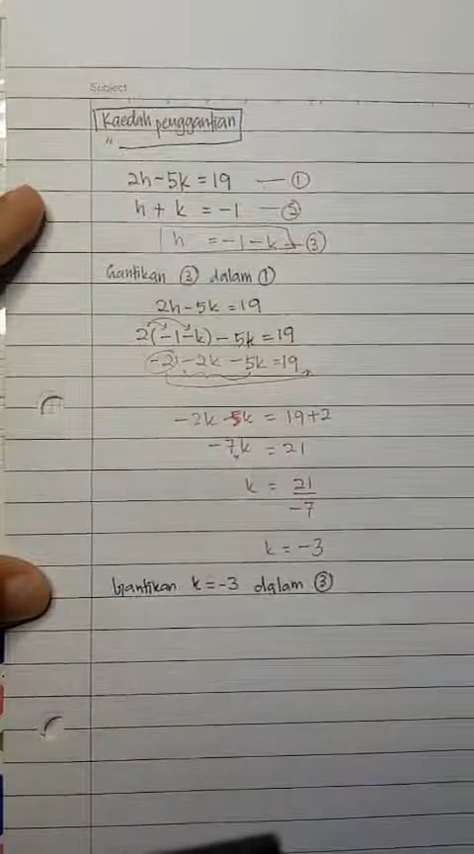 Subject
Kaedah penggantian
2h - 5k = 19 — ①
h + k = -1 — ②
h = -1 - k — ③
Gantikan ③ dalam ①
2h - 5k = 19
2(-1 - k) - 5k = 19
-2 - 2k - 5k = 19
-2k - 5k = 19 + 2
-7k = 21
k = 21/-7
k = -3
Gantikan k = -3 dalam ③